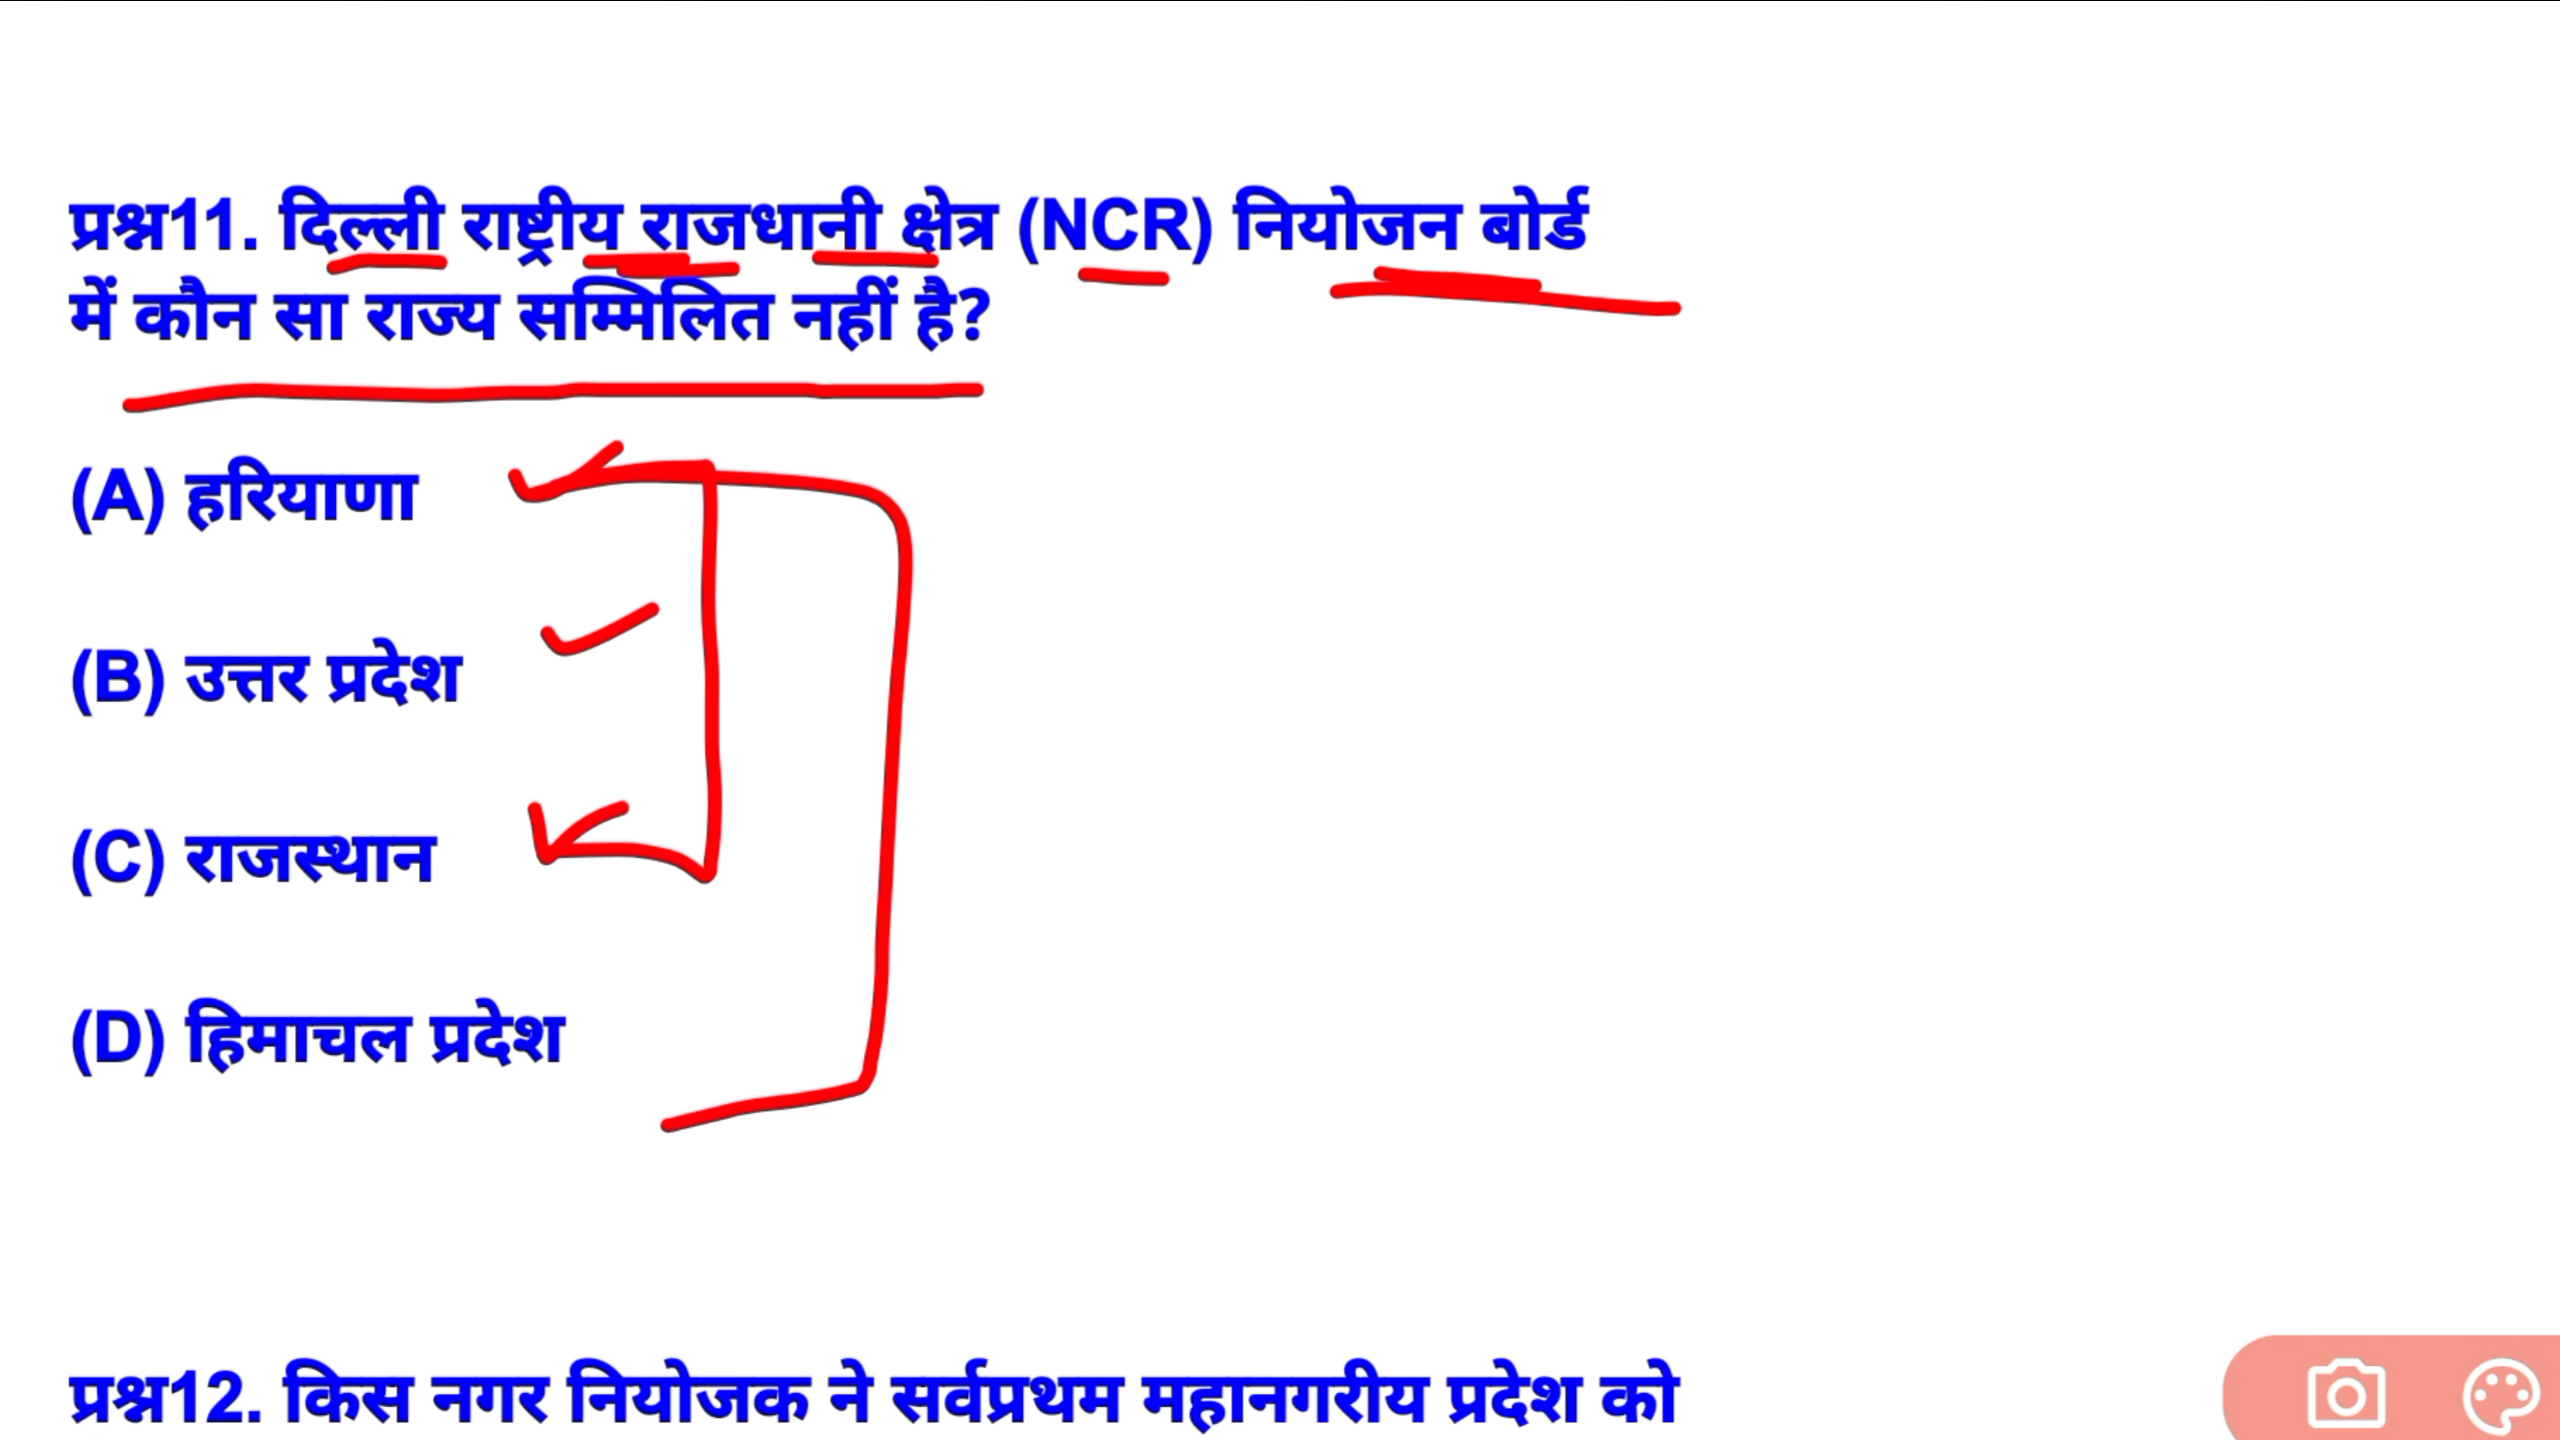 प्रश्न11. दिल्ली राष्ट्रीय राजधानी क्षेत्र (NCR) नियोजन बोर्ड
में कौन सा राज्य सम्मिलित नहीं है?
(A) हरियाणा
(B) उत्तर प्रदेश
(C) राजस्थान
(D) हिमाचल प्रदेश
प्रश्न12. किस नगर नियोजक ने सर्वप्रथम महानगरीय प्रदेश को